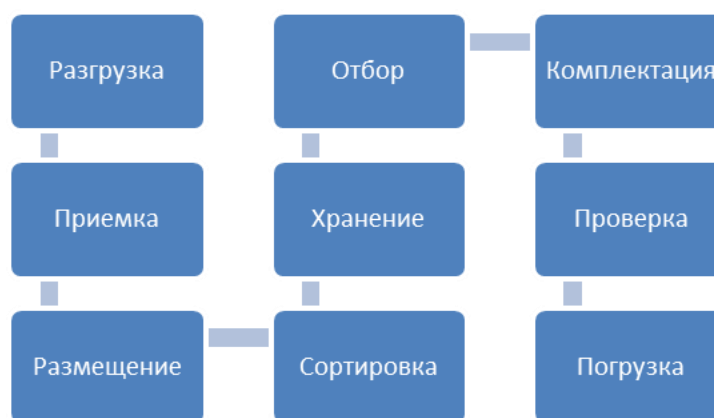 Разгрузка
Приемка
Размещение
Сортировка
Хранение
Отбор
Комплектация
Проверка
Погрузка